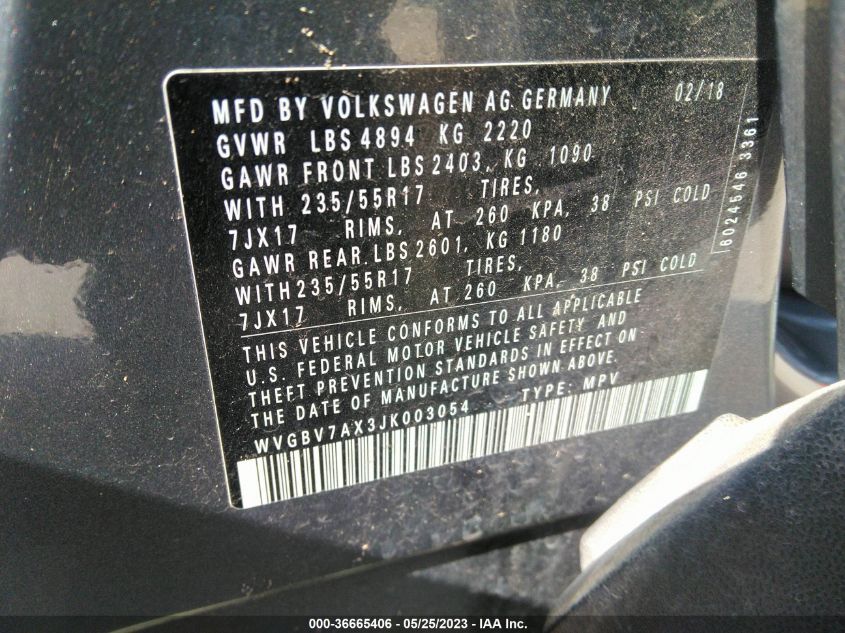 MFD BY VOLKSWAGEN AG GERMANY 02/18
GVWR LBS 4894 KG 2220
GAWR FRONT LBS 2403, KG 1090
WITH 235/55R17 TIRES,
7JX17 RIMS, AT 260 KPA, 38 PSI COLD
GAWR REAR LBS 2601, KG 1180
WITH 235/55R17 TIRES,
7JX17 RIMS, AT 260 KPA, 38 PSI COLD
THIS VEHICLE CONFORMS TO ALL APPLICABLE
U.S. FEDERAL MOTOR VEHICLE SAFETY AND
THEFT PREVENTION STANDARDS IN EFFECT ON
THE DATE OF MANUFACTURE SHOWN ABOVE.
WVGBV7AX3JK003054 TYPE: MPV
6024546 3361
000-36665406 - 05/25/2023 - IAA Inc.